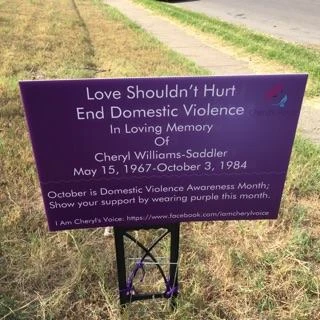 Love Shouldn't Hurt
End Domestic Violence
In Loving Memory
Of
Cheryl Williams-Saddler
May 15, 1967-October 3, 1984
October is Domestic Violence Awareness Month;
Show your support by wearing purple this month.
I Am Cheryl's Voice: https://www.facebook.com/iamcherylvoice